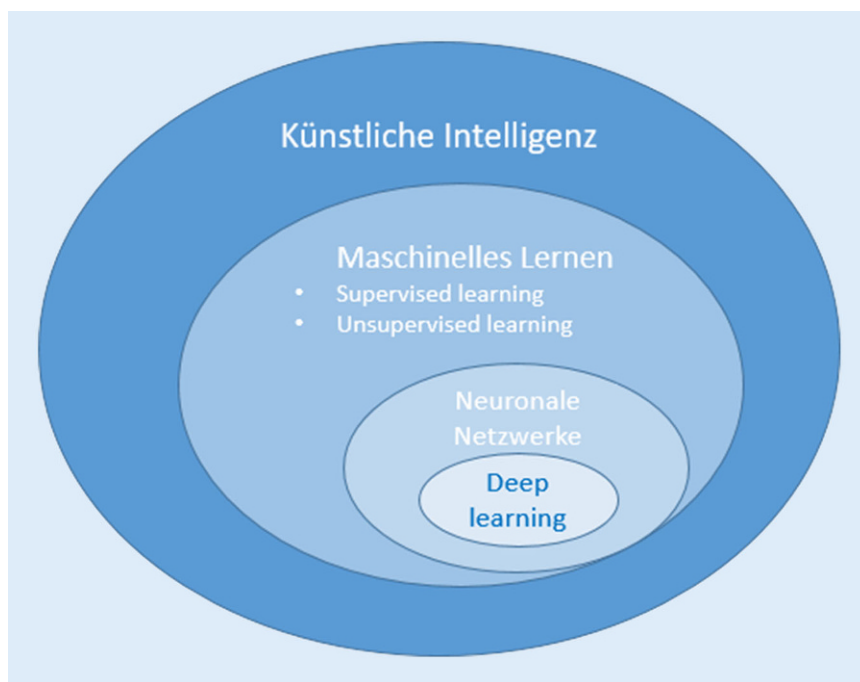 Künstliche Intelligenz
Maschinelles Lernen
• Supervised learning
• Unsupervised learning
Neuronale
Netzwerke
Deep
learning